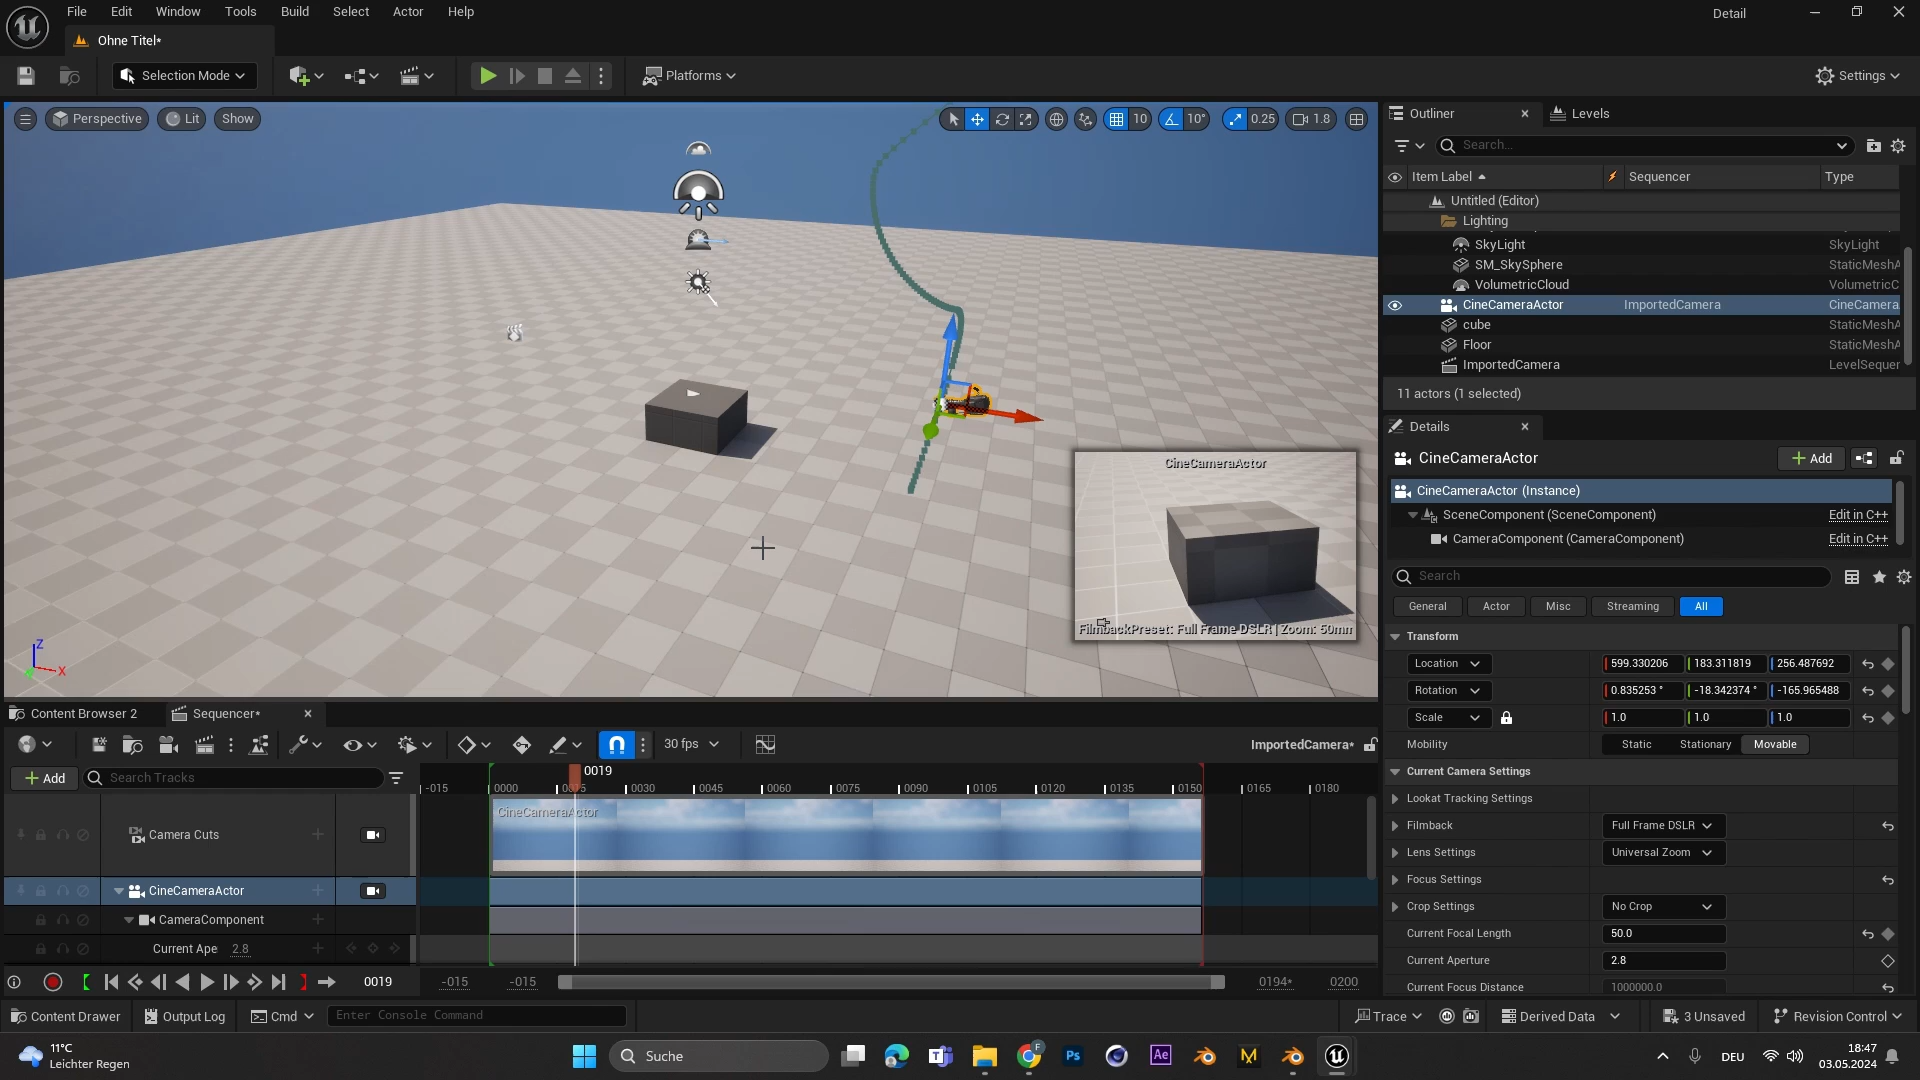 File Edit Window Tools Build Select Actor Help
Detail
Ohne Titel*
Selection Mode
Platforms
Settings
Perspective
Lit
Show
10
10°
0.25
1.8
Outliner
Levels
Search...
Item Label
Sequencer
Type
Untitled (Editor)
Lighting
SkyLight
SkyLight
SM_SkySphere
StaticMeshA
VolumetricCloud
VolumetricC
CineCameraActor
ImportedCamera
CineCamera
cube
StaticMeshA
Floor
StaticMeshA
ImportedCamera
LevelSequer
11 actors (1 selected)
Details
CineCameraActor
Add
CineCameraActor (Instance)
SceneComponent (SceneComponent)
Edit in C++
CameraComponent (CameraComponent)
Edit in C++
Search
General
Actor
Misc
Streaming
All
Transform
Location
599.330206
183.311819
256.487692
Rotation
0.835253 °
-18.342374 °
-165.965488
Scale
1.0
1.0
1.0
Mobility
Static
Stationary
Movable
Current Camera Settings
Lookat Tracking Settings
Filmback
Full Frame DSLR
Lens Settings
Universal Zoom
Focus Settings
Crop Settings
No Crop
Current Focal Length
50.0
Current Aperture
2.8
Current Focus Distance
1000000.0
CineCameraActor
FilmbackPreset: Full Frame DSLR | Zoom: 50mm
Z
X
Content Browser 2
Sequencer*
30 fps
ImportedCamera*
Add
Search Tracks
0019
-015
0000
0015
0030
0045
0060
0075
0090
0105
0120
0135
0150
0165
0180
Camera Cuts
CineCameraActor
CineCameraActor
CameraComponent
Current Ape
2.8
0019
-015
-015
0194*
0200
Content Drawer
Output Log
Cmd
Enter Console Command
Trace
Derived Data
3 Unsaved
Revision Control
11°C
Leichter Regen
Suche
F
Ps
Ae
M
DEU
18:47
03.05.2024